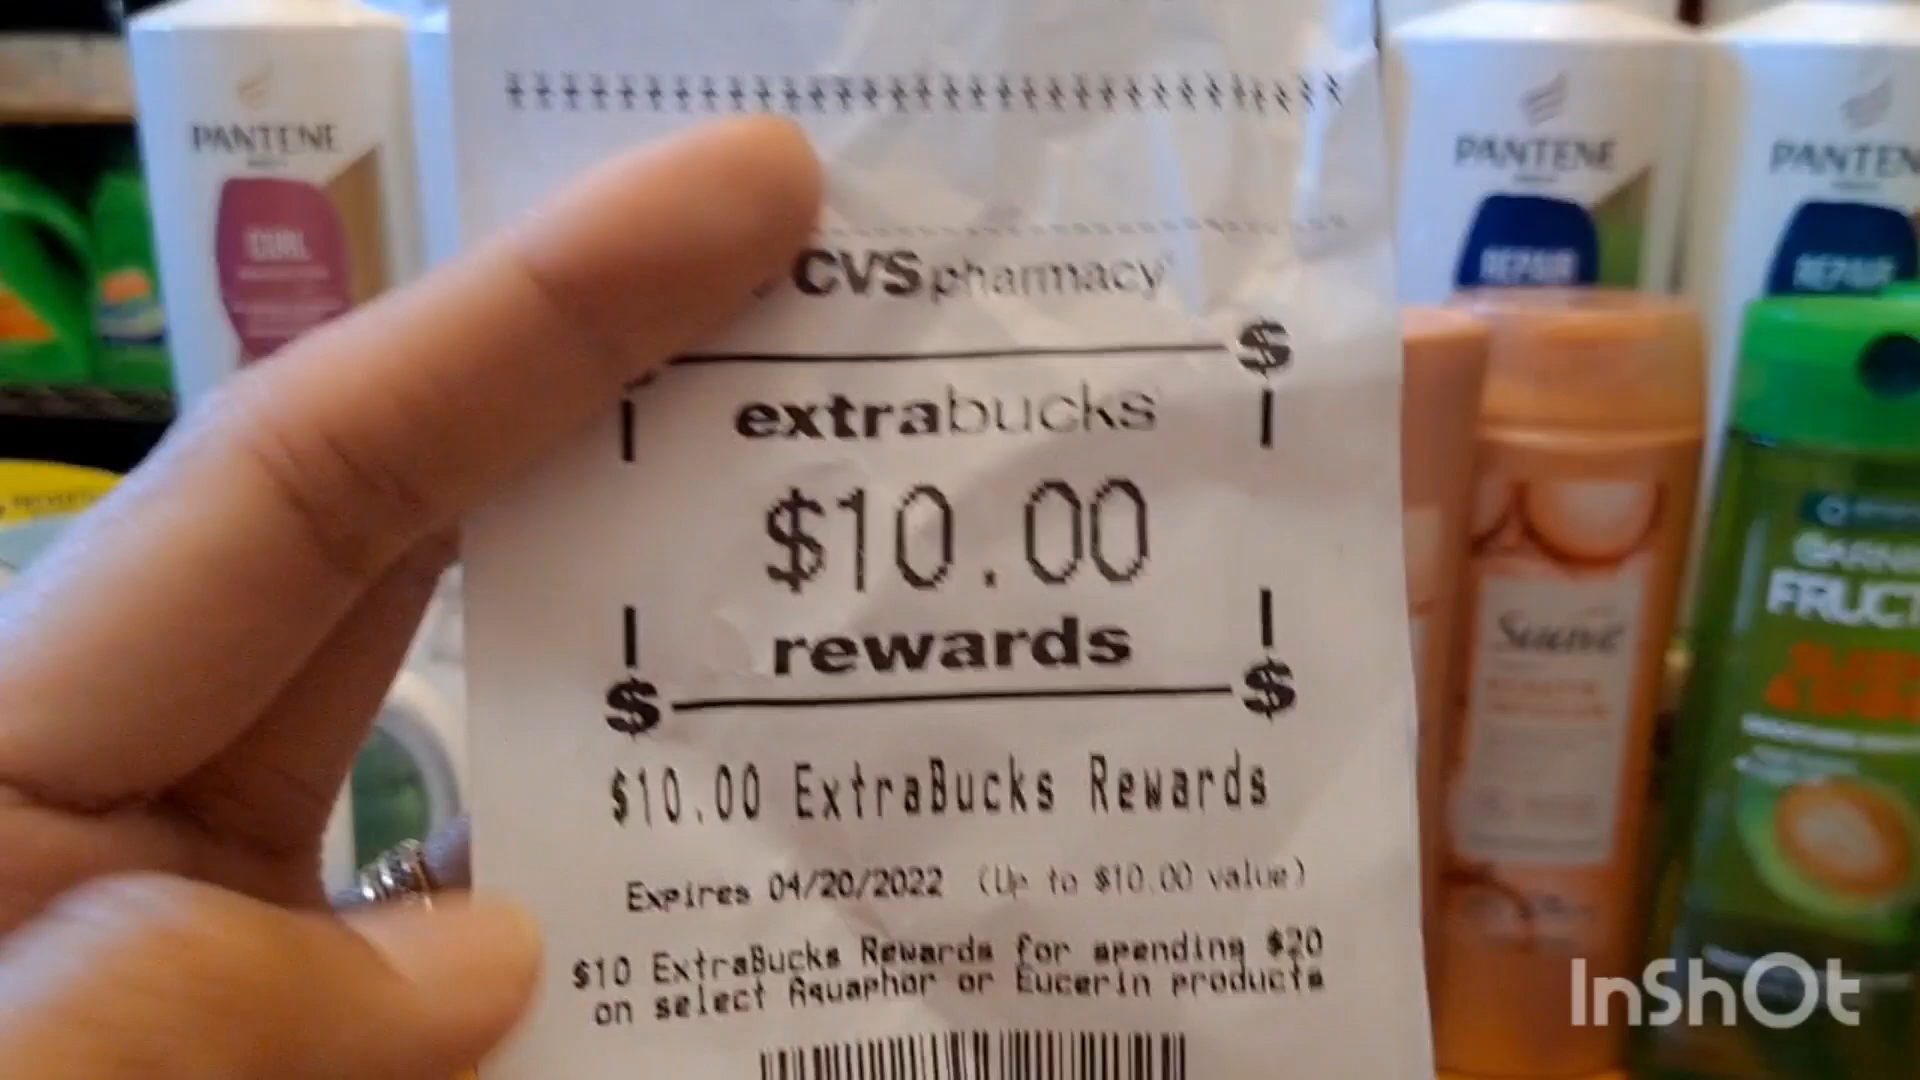 PANTENE
CURL
PANTENE
REPAIR
PANTEN
REPAIR
CVS pharmacy
$
extrabucks
$10.00
rewards
$ $
$10.00 ExtraBucks Rewards
Expires 04/20/2022 (Up to $10.00 value)
$10 ExtraBucks Rewards for spending $20
on select Aquaphor or Eucerin products
Suave
GARNI
FRUCT
InShOt